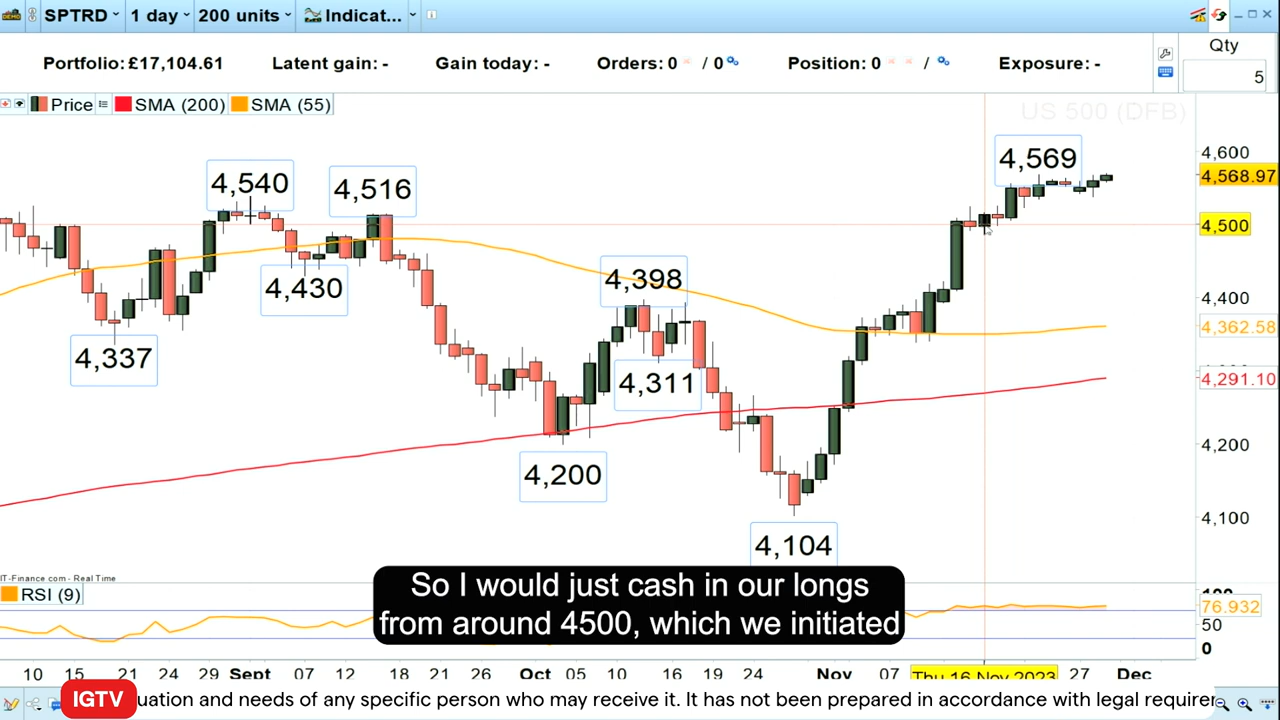 SPTRD 1 day 200 units Indicat...
Portfolio: £17,104.61 Latent gain: - Gain today: - Orders: 0 / 0 Position: 0 / Exposure: -
Qty
5
Price SMA (200) SMA (55)
US 500 (DFB)
4,600
4,568.97
4,500
4,400
4,362.58
4,291.10
4,200
4,100
4,569
4,540
4,516
4,430
4,398
4,337
4,311
4,200
4,104
IT-Finance.com - Real Time
RSI (9)
100
76.932
50
0
So I would just cash in our longs
from around 4500, which we initiated
10 15 21 24 29 Sept 07 12 18 21 26 Oct 05 10 13 19 24 Nov 07 Thu 16 Nov 2023 27 Dec
IGTV uation and needs of any specific person who may receive it. It has not been prepared in accordance with legal requirem